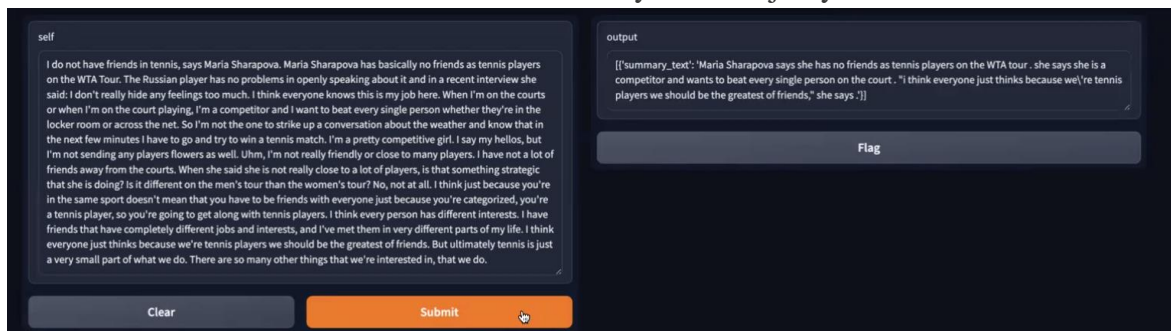 self
I do not have friends in tennis, says Maria Sharapova. Maria Sharapova has basically no friends as tennis players
on the WTA Tour. The Russian player has no problems in openly speaking about it and in a recent interview she
said: I don't really hide any feelings too much. I think everyone knows this is my job here. When I'm on the courts
or when I'm on the court playing, I'm a competitor and I want to beat every single person whether they're in the
locker room or across the net. So I'm not the one to strike up a conversation about the weather and know that in
the next few minutes I have to go and try to win a tennis match. I'm a pretty competitive girl. I say my hellos, but
I'm not sending any players flowers as well. Uhm, I'm not really friendly or close to many players. I have not a lot of
friends away from the courts. When she said she is not really close to a lot of players, is that something strategic
that she is doing? Is it different on the men's tour than the women's tour? No, not at all. I think just because you're
in the same sport doesn't mean that you have to be friends with everyone just because you're categorized, you're
a tennis player, so you're going to get along with tennis players. I think every person has different interests. I have
friends that have completely different jobs and interests, and I've met them in very different parts of my life. I think
everyone just thinks because we're tennis players we should be the greatest of friends. But ultimately tennis is just
a very small part of what we do. There are so many other things that we're interested in, that we do.
Clear
Submit
output
[{'summary_text': 'Maria Sharapova says she has no friends as tennis players on the WTA tour . she says she is a
competitor and wants to beat every single person on the court . "i think everyone just thinks because we\'re tennis
players we should be the greatest of friends," she says .'}]
Flag